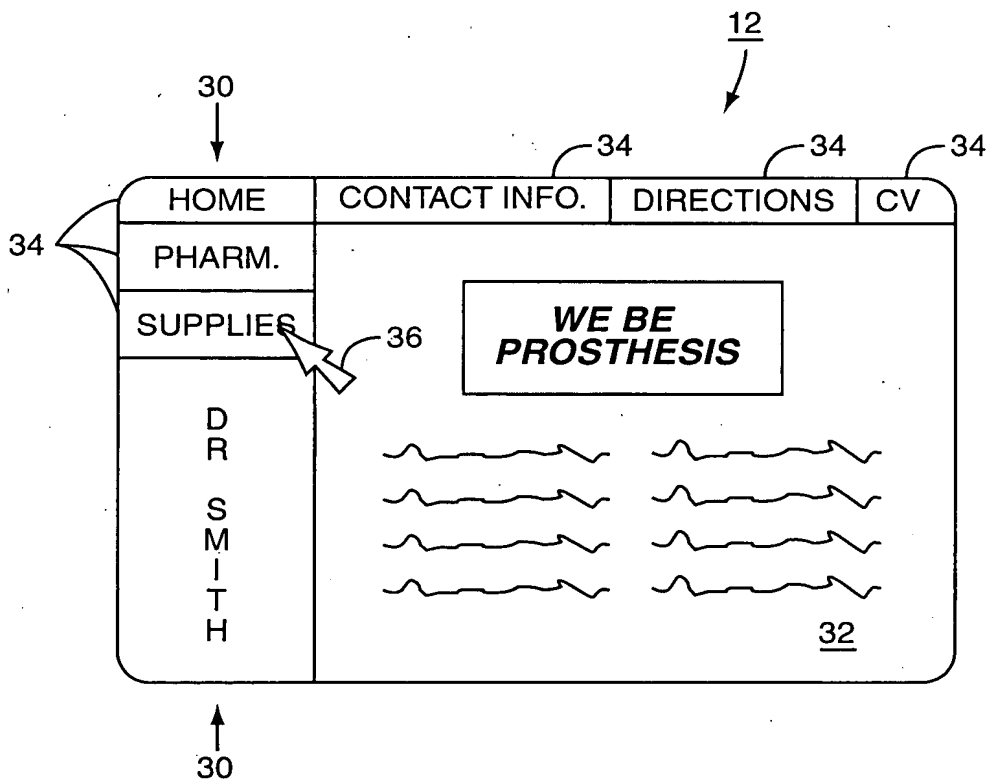 12
30
34 34 34
HOME CONTACT INFO. DIRECTIONS CV
34
PHARM.
SUPPLIES
36
WE BE
PROSTHESIS
D
R
S
M
I
T
H
32
30